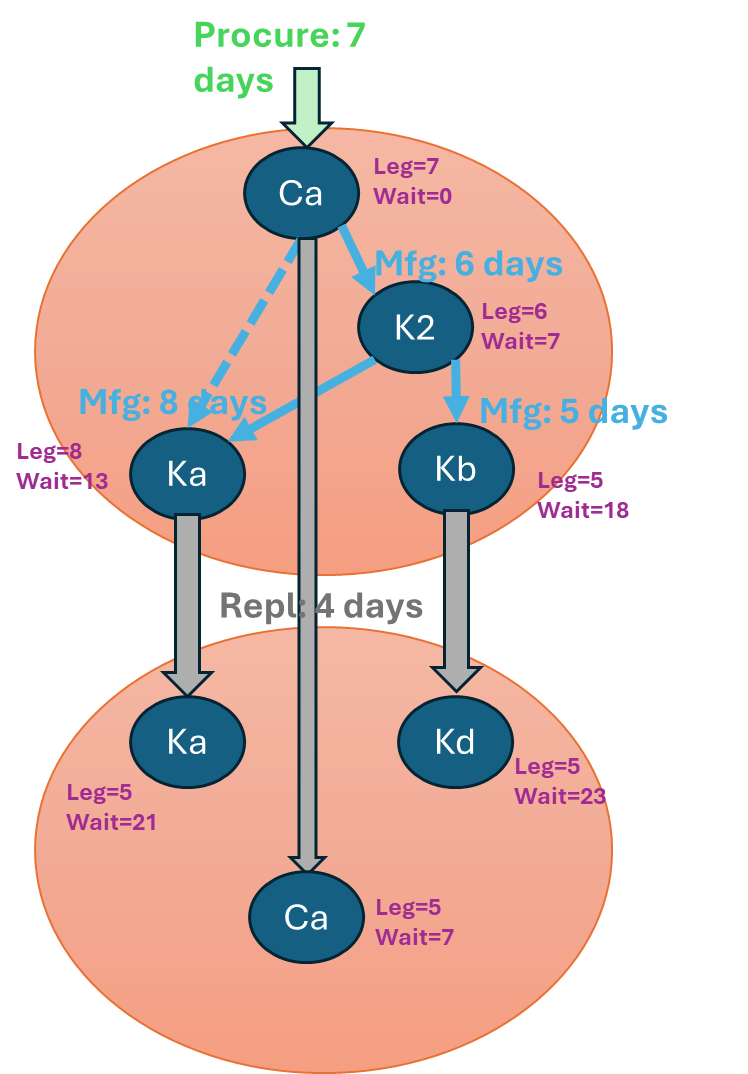 Procure: 7
days
Ca
Leg=7
Wait=0
Mfg: 6 days
K2
Leg=6
Wait=7
Mfg: 8 days
Mfg: 5 days
Leg=8
Wait=13
Ka
Kb
Leg=5
Wait=18
Repl: 4 days
Ka
Kd
Leg=5
Wait=21
Leg=5
Wait=23
Ca
Leg=5
Wait=7